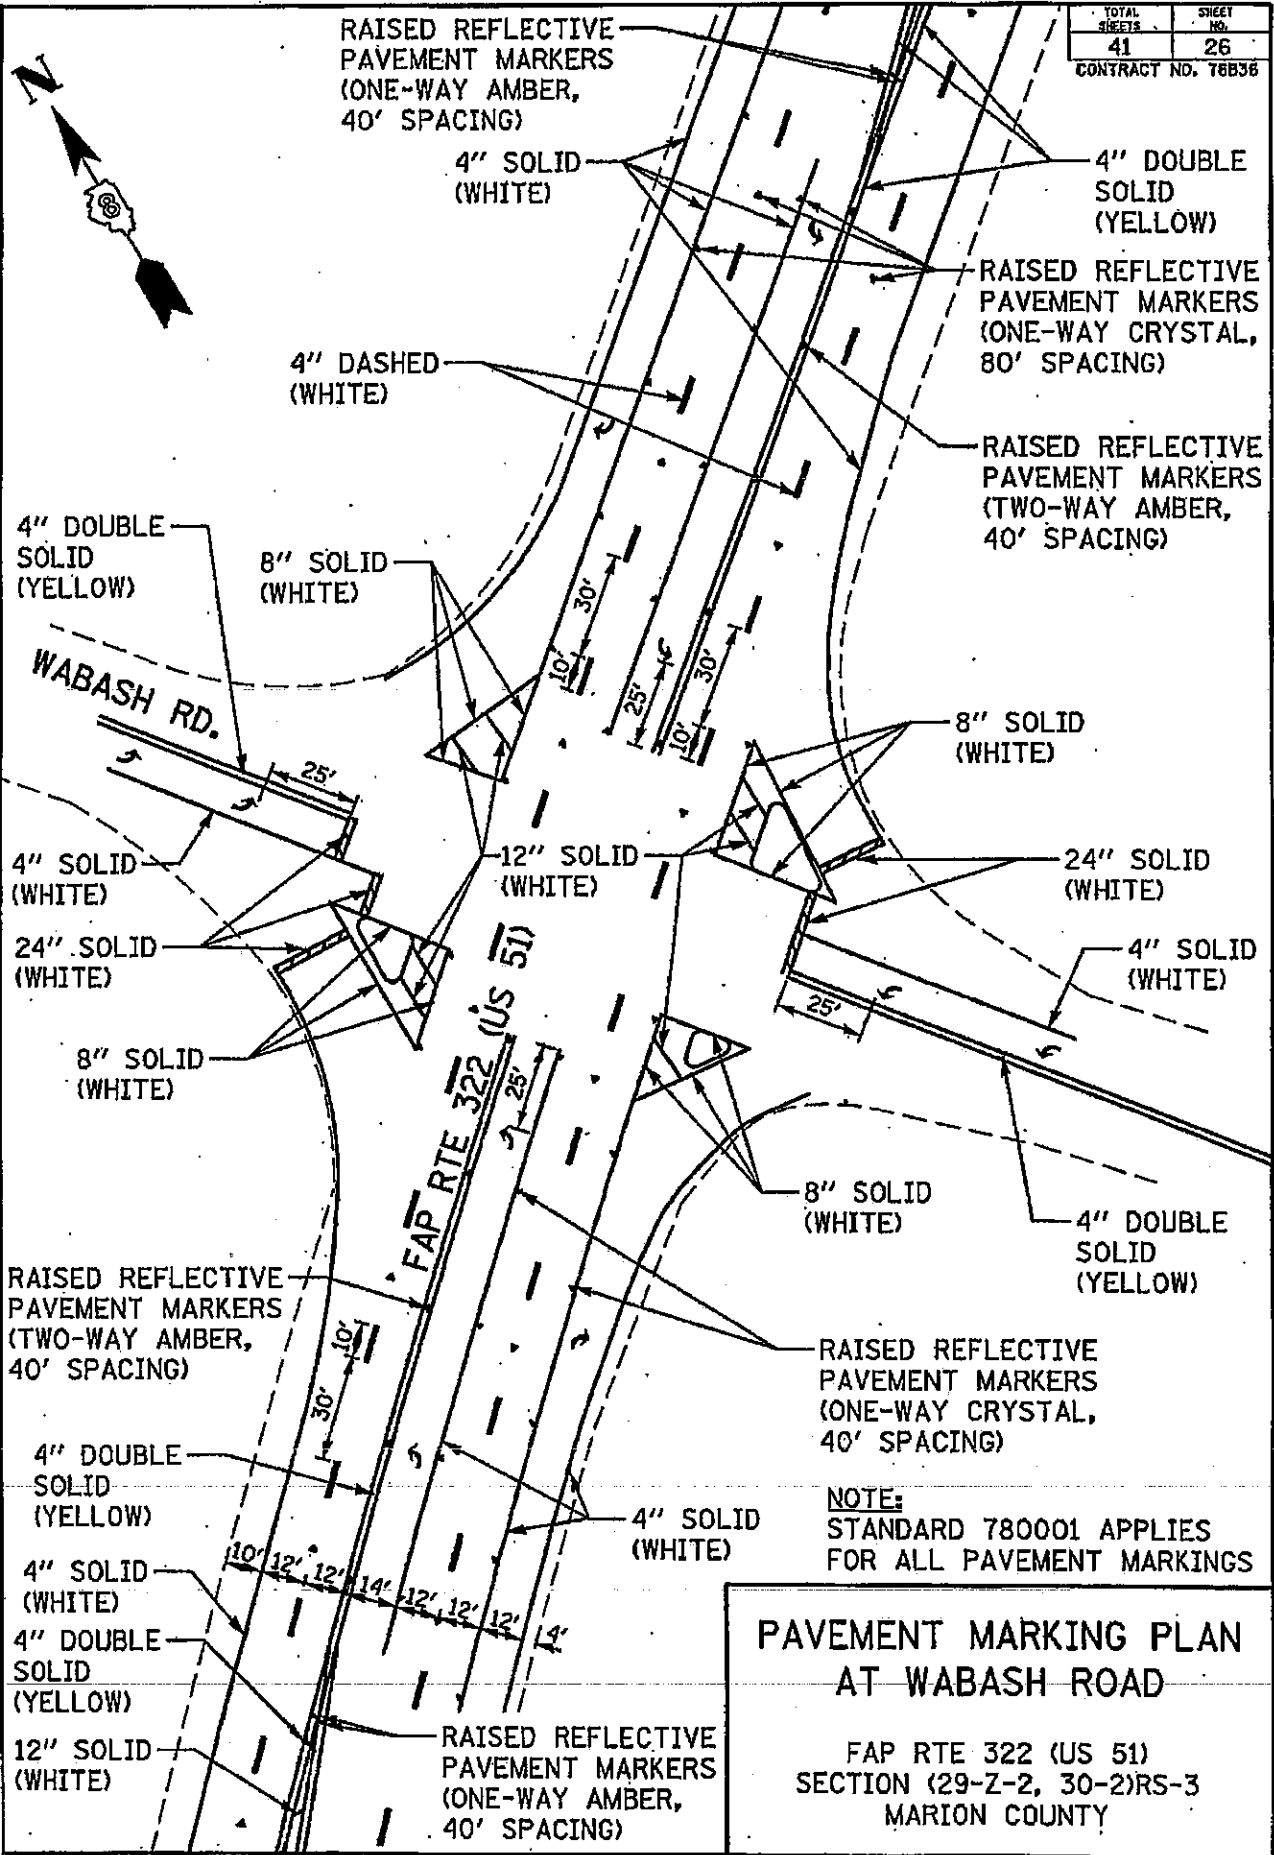 TOTAL SHEETS
SHEET NO.
41
26
CONTRACT NO. 78B36
N
RAISED REFLECTIVE
PAVEMENT MARKERS
(ONE-WAY AMBER,
40' SPACING)
4" SOLID
(WHITE)
4" DOUBLE
SOLID
(YELLOW)
RAISED REFLECTIVE
PAVEMENT MARKERS
(ONE-WAY CRYSTAL,
80' SPACING)
4" DASHED
(WHITE)
RAISED REFLECTIVE
PAVEMENT MARKERS
(TWO-WAY AMBER,
40' SPACING)
4" DOUBLE
SOLID
(YELLOW)
8" SOLID
(WHITE)
30'
10'
25'
30'
10'
WABASH RD.
25'
8" SOLID
(WHITE)
4" SOLID
(WHITE)
12" SOLID
(WHITE)
24" SOLID
(WHITE)
24" SOLID
(WHITE)
4" SOLID
(WHITE)
25'
8" SOLID
(WHITE)
FAP RTE 322 (US 51)
25'
8" SOLID
(WHITE)
4" DOUBLE
SOLID
(YELLOW)
RAISED REFLECTIVE
PAVEMENT MARKERS
(TWO-WAY AMBER,
40' SPACING)
10'
30'
RAISED REFLECTIVE
PAVEMENT MARKERS
(ONE-WAY CRYSTAL,
40' SPACING)
4" DOUBLE
SOLID
(YELLOW)
4" SOLID
(WHITE)
NOTE:
STANDARD 780001 APPLIES
FOR ALL PAVEMENT MARKINGS
10' 12' 12' 14' 12' 12' 12' 4'
4" SOLID
(WHITE)
4" DOUBLE
SOLID
(YELLOW)
12" SOLID
(WHITE)
RAISED REFLECTIVE
PAVEMENT MARKERS
(ONE-WAY AMBER,
40' SPACING)
PAVEMENT MARKING PLAN
AT WABASH ROAD
FAP RTE 322 (US 51)
SECTION (29-Z-2, 30-2)RS-3
MARION COUNTY